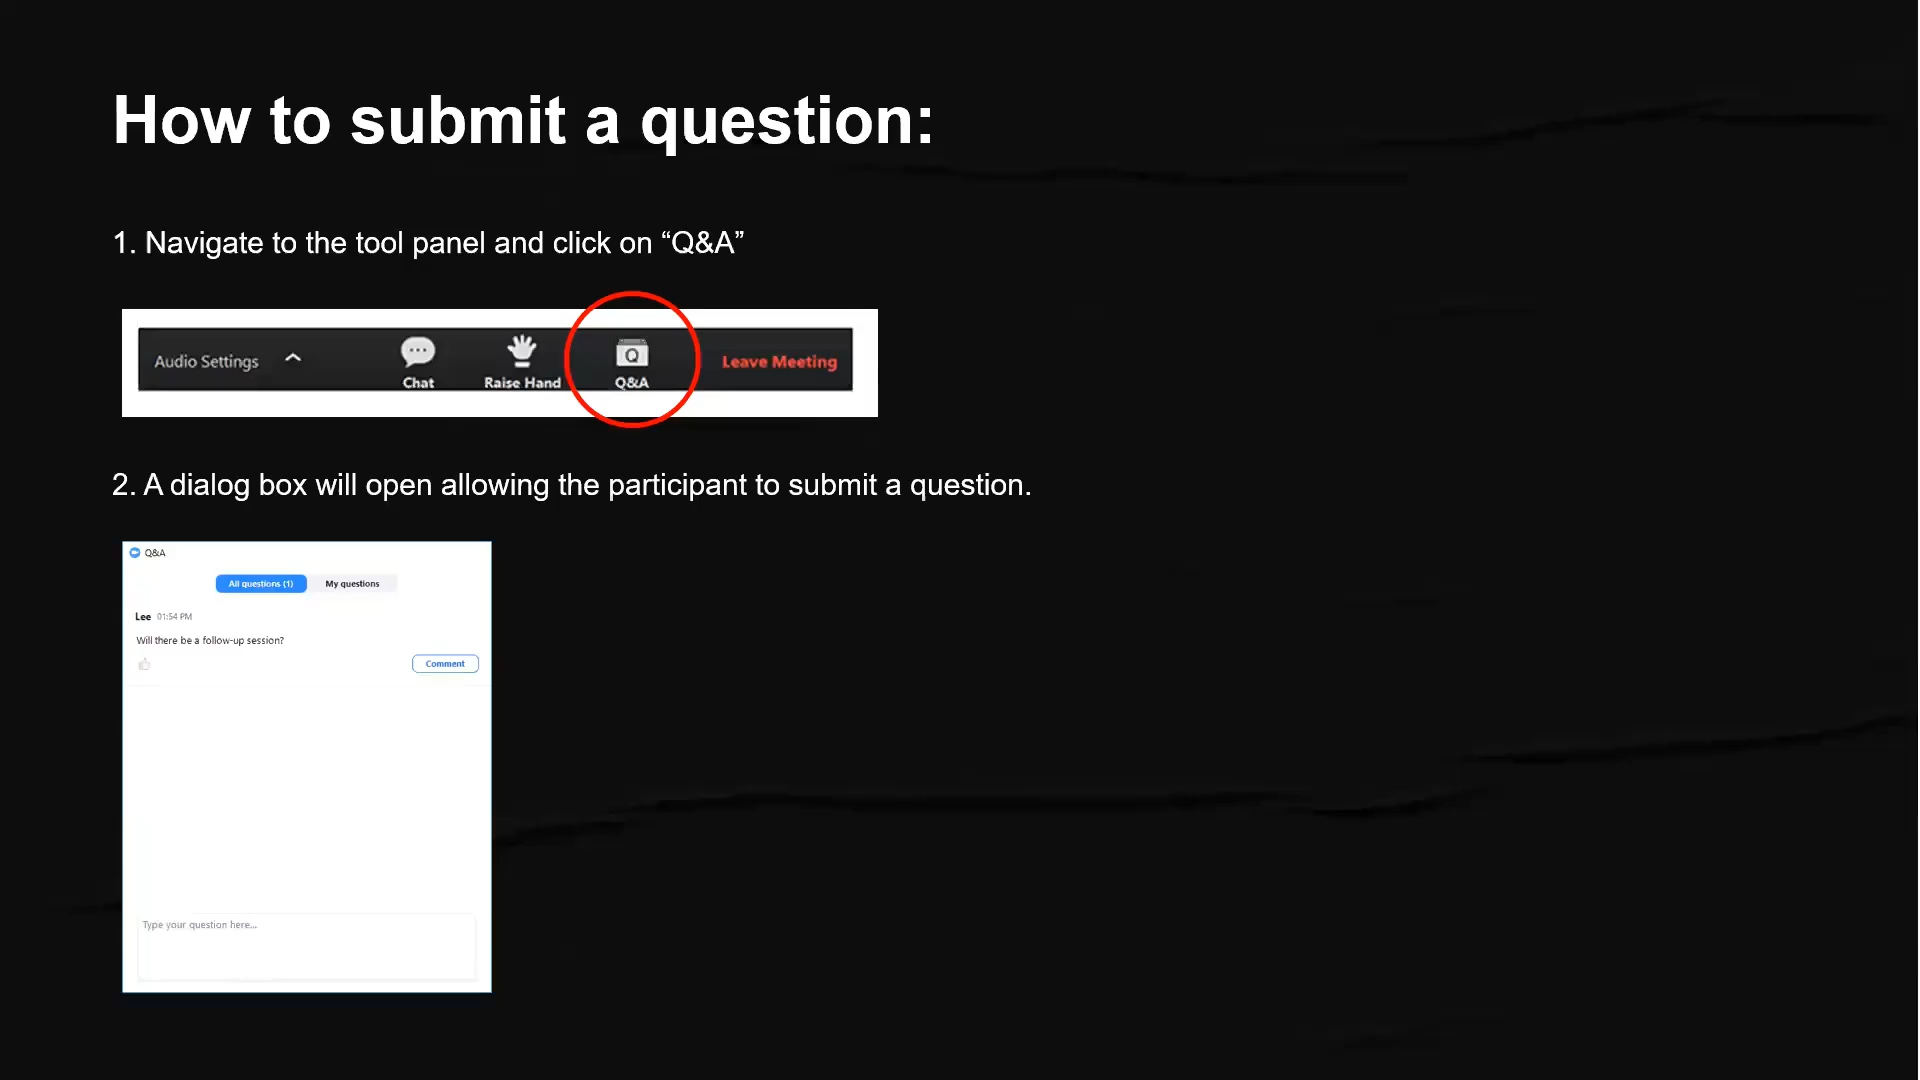 How to submit a question:
1. Navigate to the tool panel and click on “Q&A”
Audio Settings
Chat
Raise Hand
Q&A
Leave Meeting
2. A dialog box will open allowing the participant to submit a question.
Q&A
All questions (1)
My questions
Lee 01:54 PM
Will there be a follow-up session?
Comment
Type your question here...